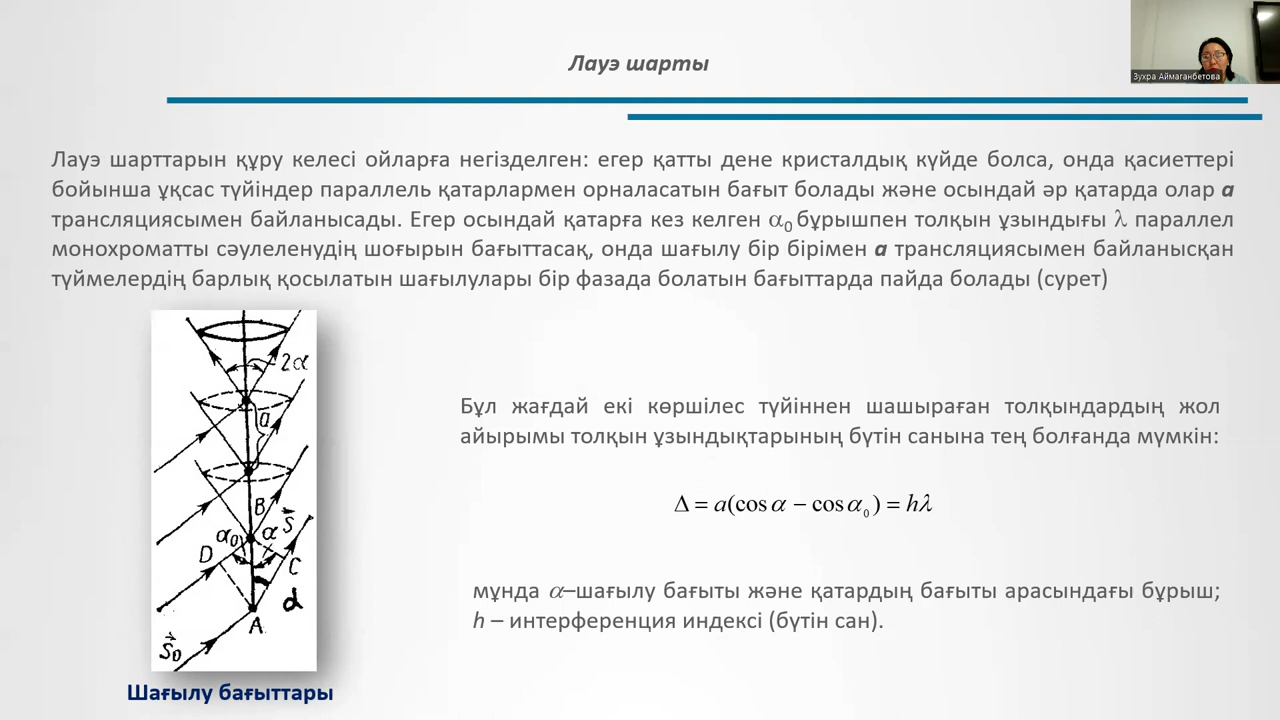 Лауэ шарты
Зухра Аймаганбетова
Лауэ шарттарын құру келесі ойларға негізделген: егер қатты дене кристалдық күйде болса, онда қасиеттері
бойынша ұқсас түйіндер параллель қатарлармен орналасатын бағыт болады және осындай әр қатарда олар a
трансляциясымен байланысады. Егер осындай қатарға кез келген α₀ бұрышпен толқын ұзындығы λ параллел
монохроматты сәулеленудің шоғырын бағыттасақ, онда шағылу бір бірімен a трансляциясымен байланысқан
түймелердің барлық қосылатын шағылулары бір фазада болатын бағыттарда пайда болады (сурет)
2α
a
Бұл жағдай екі көршілес түйіннен шашыраған толқындардың жол
айырымы толқын ұзындықтарының бүтін санына тең болғанда мүмкін:
Δ = a(cos α − cos α₀) = hλ
B
S⃗
α₀
α
D
C
α
A
S⃗₀
мұнда α–шағылу бағыты және қатардың бағыты арасындағы бұрыш;
h – интерференция индексі (бүтін сан).
Шағылу бағыттары